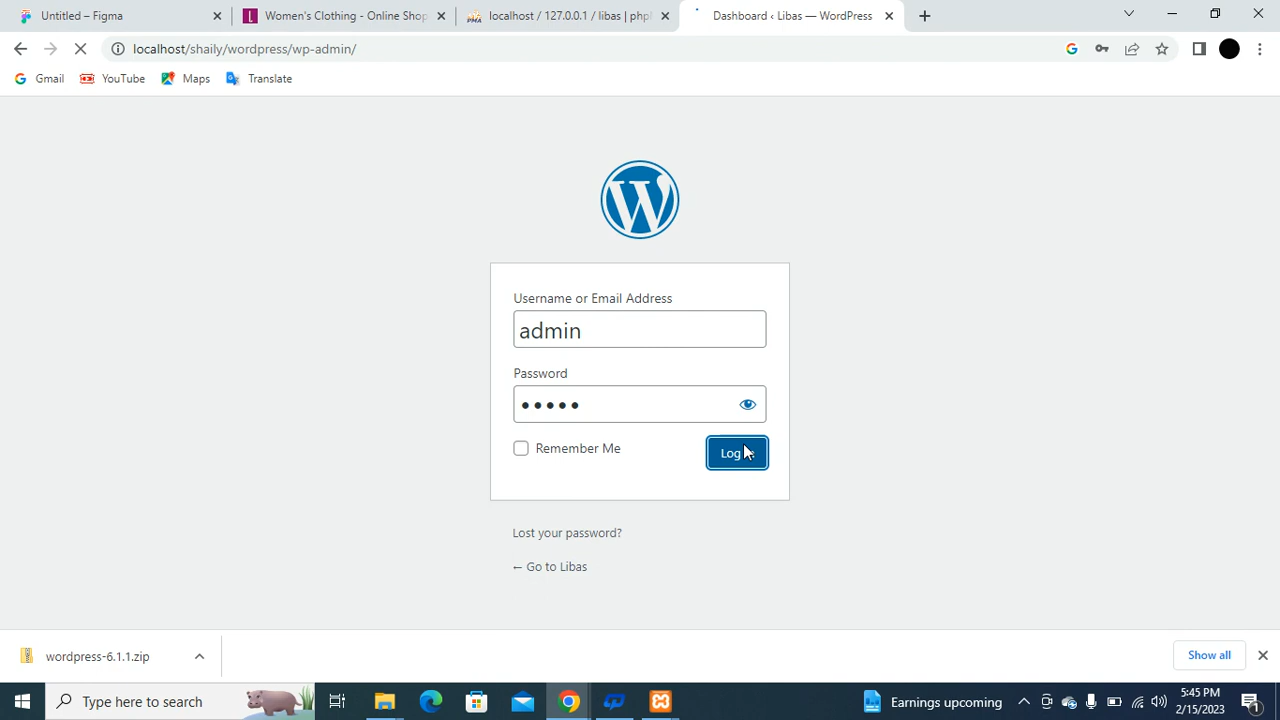 Untitled – Figma
Women's Clothing - Online Shop
localhost / 127.0.0.1 / libas | php
Dashboard ‹ Libas — WordPress
localhost/shaily/wordpress/wp-admin/
Gmail
YouTube
Maps
Translate
Username or Email Address
admin
Password
Remember Me
Log
Lost your password?
← Go to Libas
wordpress-6.1.1.zip
Show all
Type here to search
Earnings upcoming
5:45 PM
2/15/2023